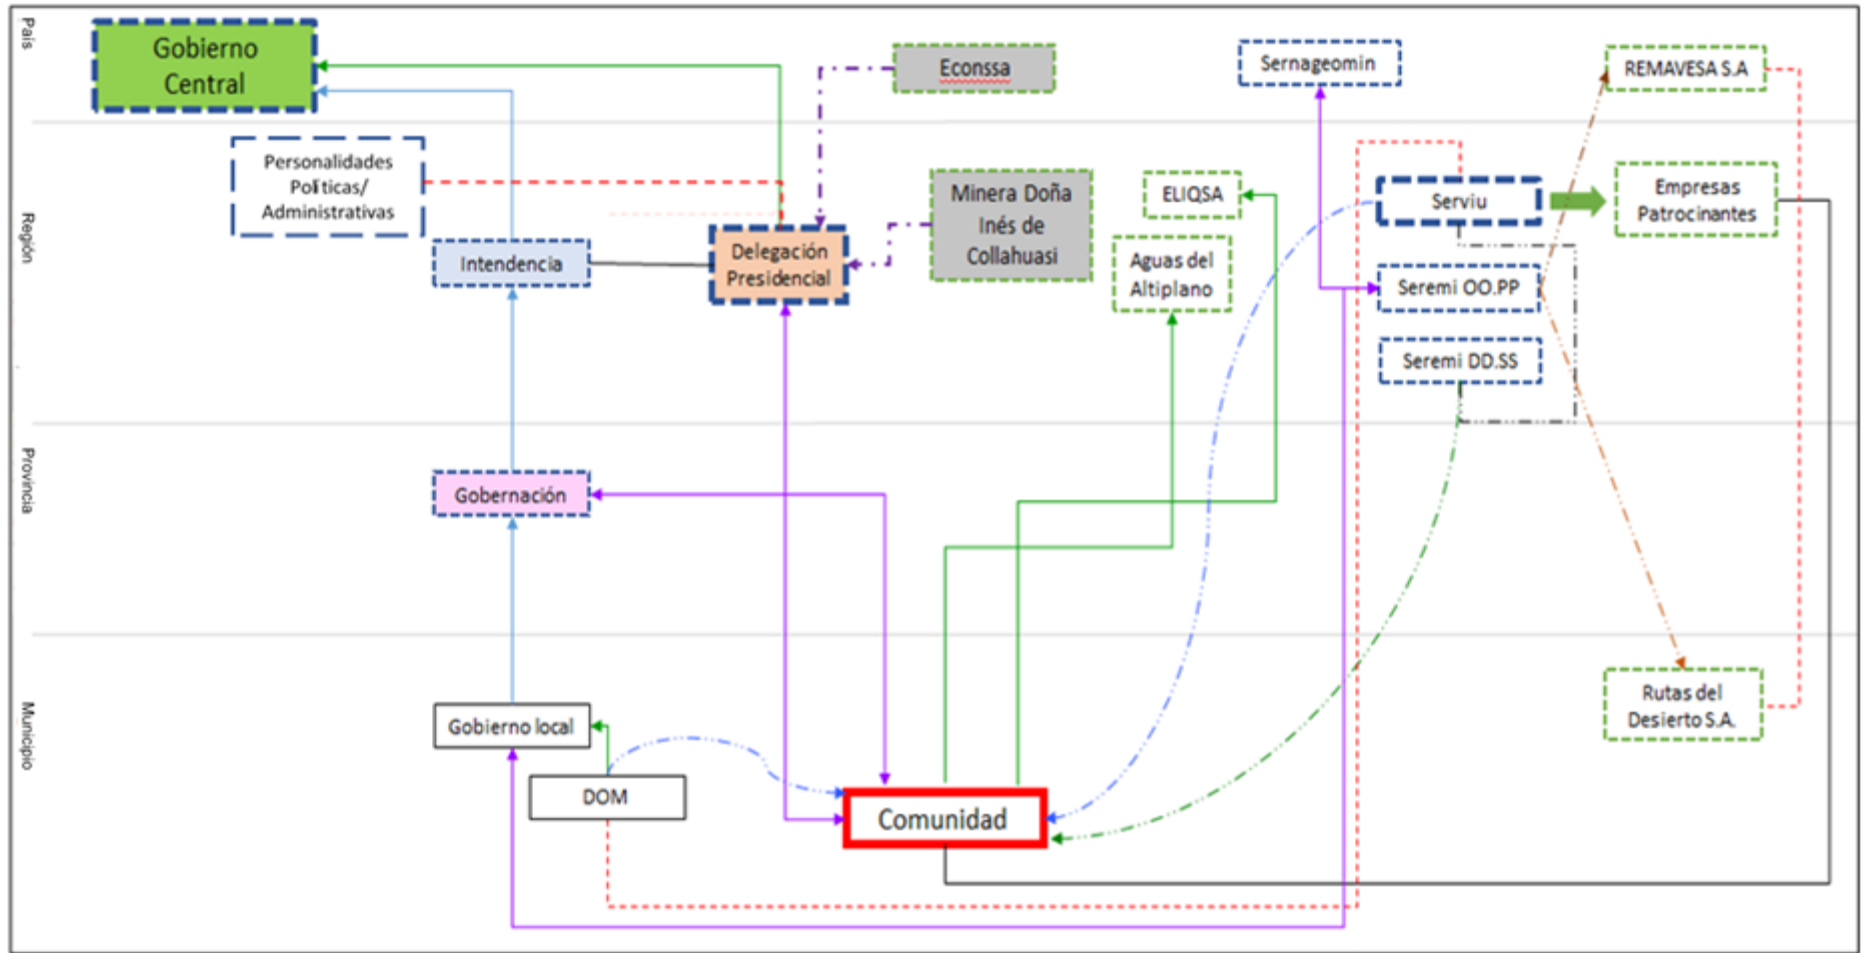 País
Gobierno
Central
Econssa
Sernageomin
REMAVESA S.A
Región
Personalidades
Políticas/
Administrativas
Intendencia
Delegación
Presidencial
Minera Doña
Inés de
Collahuasi
ELIQSA
Aguas del
Altiplano
Serviu
Seremi OO.PP
Seremi DD.SS
Empresas
Patrocinantes
Provincia
Gobernación
Municipio
Gobierno local
DOM
Comunidad
Rutas del
Desierto S.A.